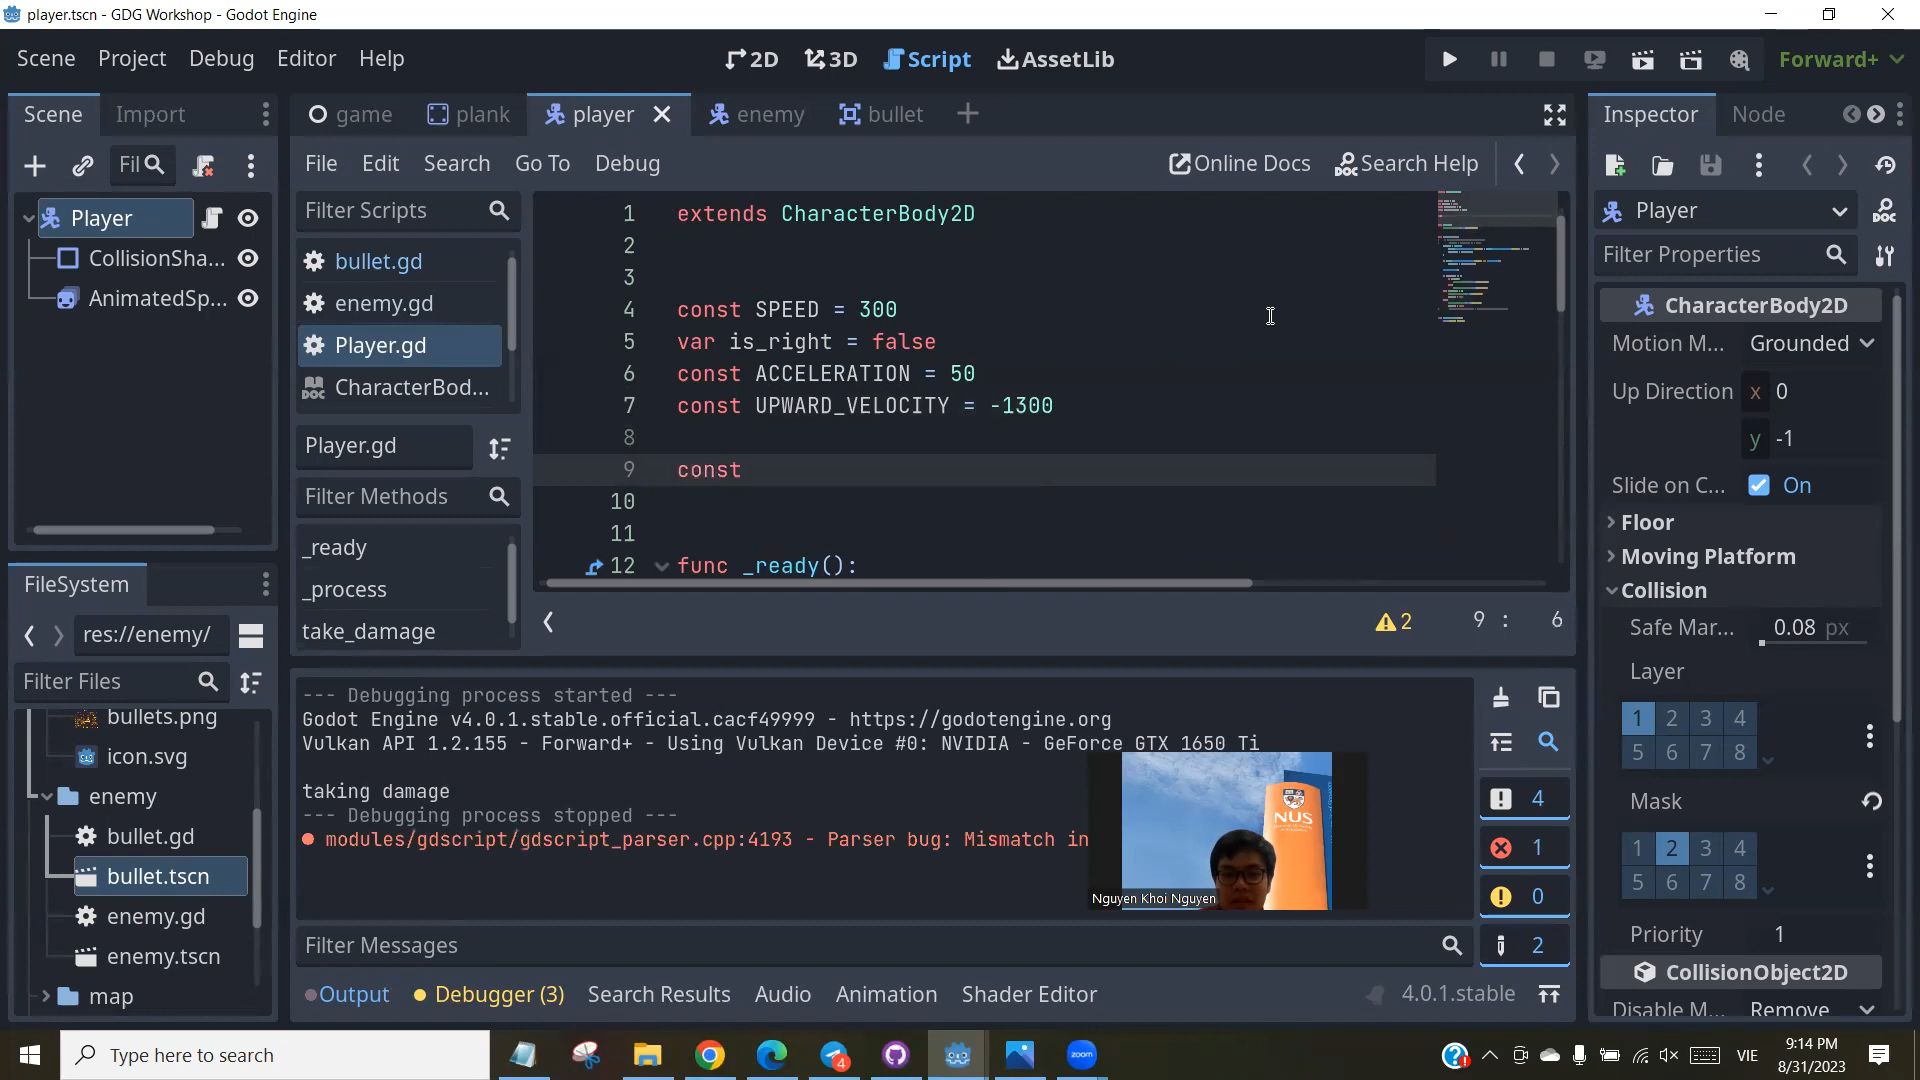 player.tscn - GDG Workshop - Godot Engine
Scene Project Debug Editor Help
2D 3D Script AssetLib
Forward+
Scene Import
game plank player enemy bullet
Inspector Node
Fil
File Edit Search Go To Debug
Online Docs Search Help
Player
CollisionSha...
AnimatedSp...
Filter Scripts
bullet.gd
enemy.gd
Player.gd
CharacterBod...
Player.gd
Filter Methods
_ready
_process
take_damage
1 extends CharacterBody2D
2
3
4 const SPEED = 300
5 var is_right = false
6 const ACCELERATION = 50
7 const UPWARD_VELOCITY = -1300
8
9 const
10
11
12 func _ready():
2 9 : 6
Player
Filter Properties
CharacterBody2D
Motion M... Grounded
Up Direction x 0
y -1
Slide on C... On
Floor
Moving Platform
Collision
Safe Mar... 0.08 px
Layer
1 2 3 4
5 6 7 8
Mask
1 2 3 4
5 6 7 8
Priority 1
CollisionObject2D
Disable M... Remove
FileSystem
res://enemy/
Filter Files
bullets.png
icon.svg
enemy
bullet.gd
bullet.tscn
enemy.gd
enemy.tscn
map
--- Debugging process started ---
Godot Engine v4.0.1.stable.official.cacf49999 - https://godotengine.org
Vulkan API 1.2.155 - Forward+ - Using Vulkan Device #0: NVIDIA - GeForce GTX 1650 Ti
taking damage
--- Debugging process stopped ---
modules/gdscript/gdscript_parser.cpp:4193 - Parser bug: Mismatch in
NUS
Nguyen Khoi Nguyen
4
1
0
2
Filter Messages
Output Debugger (3) Search Results Audio Animation Shader Editor
4.0.1.stable
Type here to search
4
zoom
VIE
9:14 PM
8/31/2023